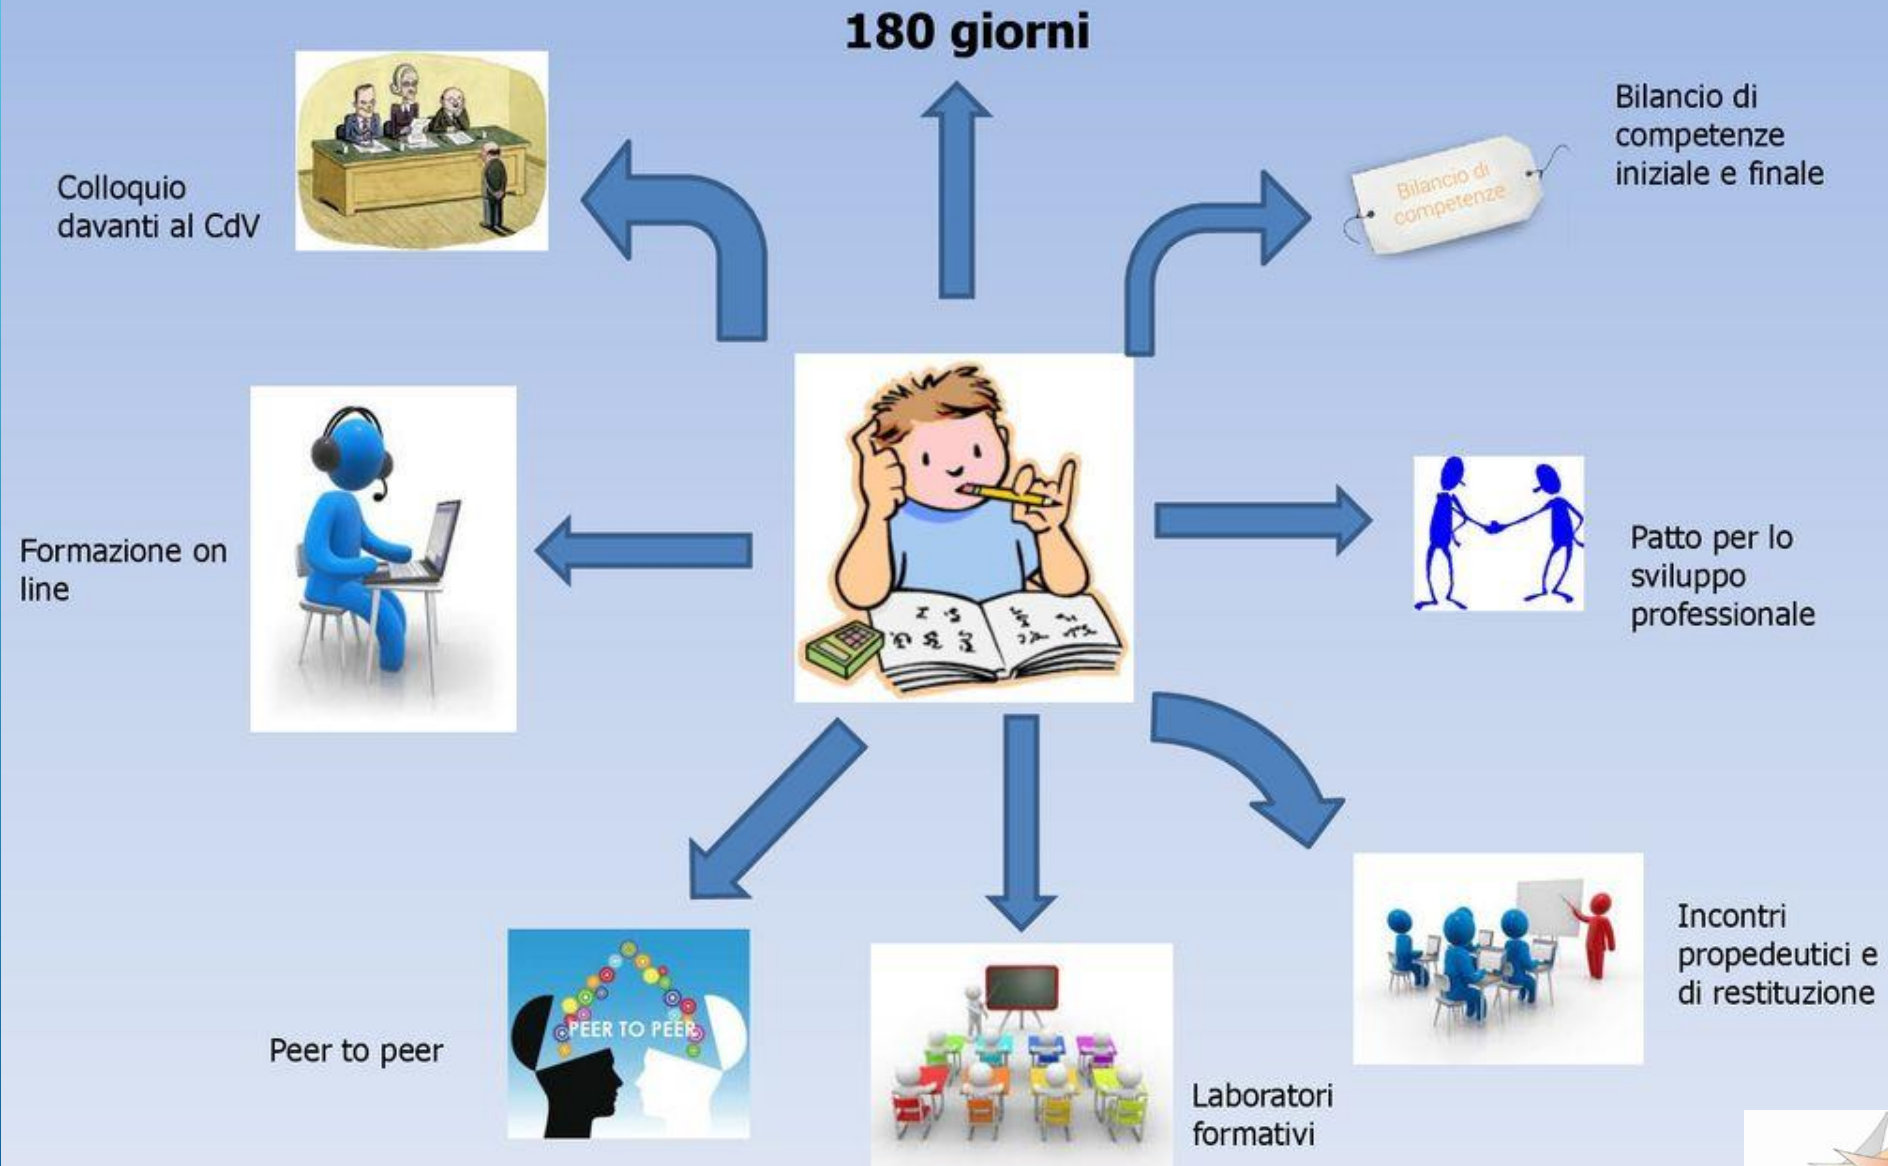 180 giorni
Bilancio di
competenze
iniziale e finale
Bilancio di
competenze
Colloquio
davanti al CdV
Formazione on
line
Patto per lo
sviluppo
professionale
Incontri
propedeutici e
di restituzione
Peer to peer
PEER TO PEER
Laboratori
formativi